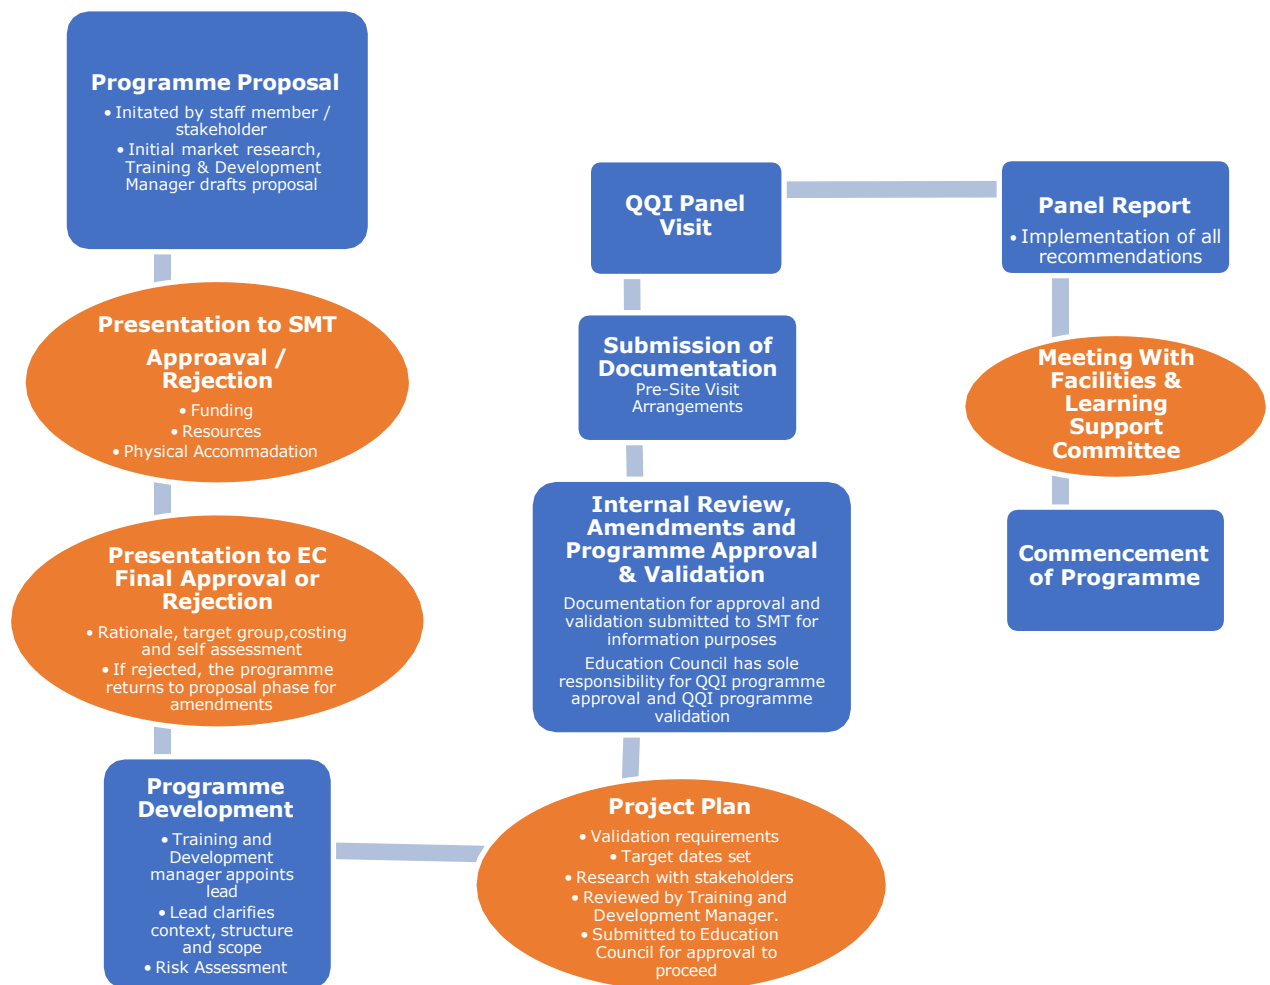 Programme Proposal
• Initated by staff member /
stakeholder
• Initial market research,
Training & Development
Manager drafts proposal
Presentation to SMT
Approaval /
Rejection
• Funding
• Resources
• Physical Accommadation
Presentation to EC
Final Approval or
Rejection
• Rationale, target group,costing
and self assessment
• If rejected, the programme
returns to proposal phase for
amendments
Programme
Development
• Training and
Development
manager appoints
lead
• Lead clarifies
context, structure
and scope
• Risk Assessment
Project Plan
• Validation requirements
• Target dates set
• Research with stakeholders
• Reviewed by Training and
Development Manager.
• Submitted to Education
Council for approval to
proceed
Internal Review,
Amendments and
Programme Approval
& Validation
Documentation for approval and
validation submitted to SMT for
information purposes
Education Council has sole
responsibility for QQI programme
approval and QQI programme
validation
Submission of
Documentation
Pre-Site Visit
Arrangements
QQI Panel
Visit
Panel Report
• Implementation of all
recommendations
Meeting With
Facilities &
Learning
Support
Committee
Commencement
of Programme